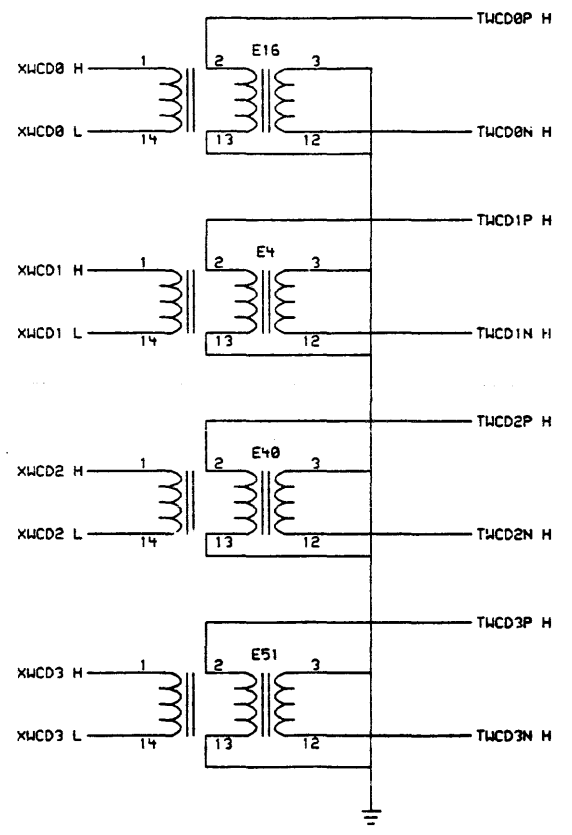 TWCD0P H
E16
1 2 3
XWCD0 H
XWCD0 L TWCD0N H
14 13 12
TWCD1P H
E4
1 2 3
XWCD1 H
XWCD1 L TWCD1N H
14 13 12
TWCD2P H
E40
1 2 3
XWCD2 H
XWCD2 L TWCD2N H
14 13 12
TWCD3P H
E51
1 2 3
XWCD3 H
XWCD3 L TWCD3N H
14 13 12